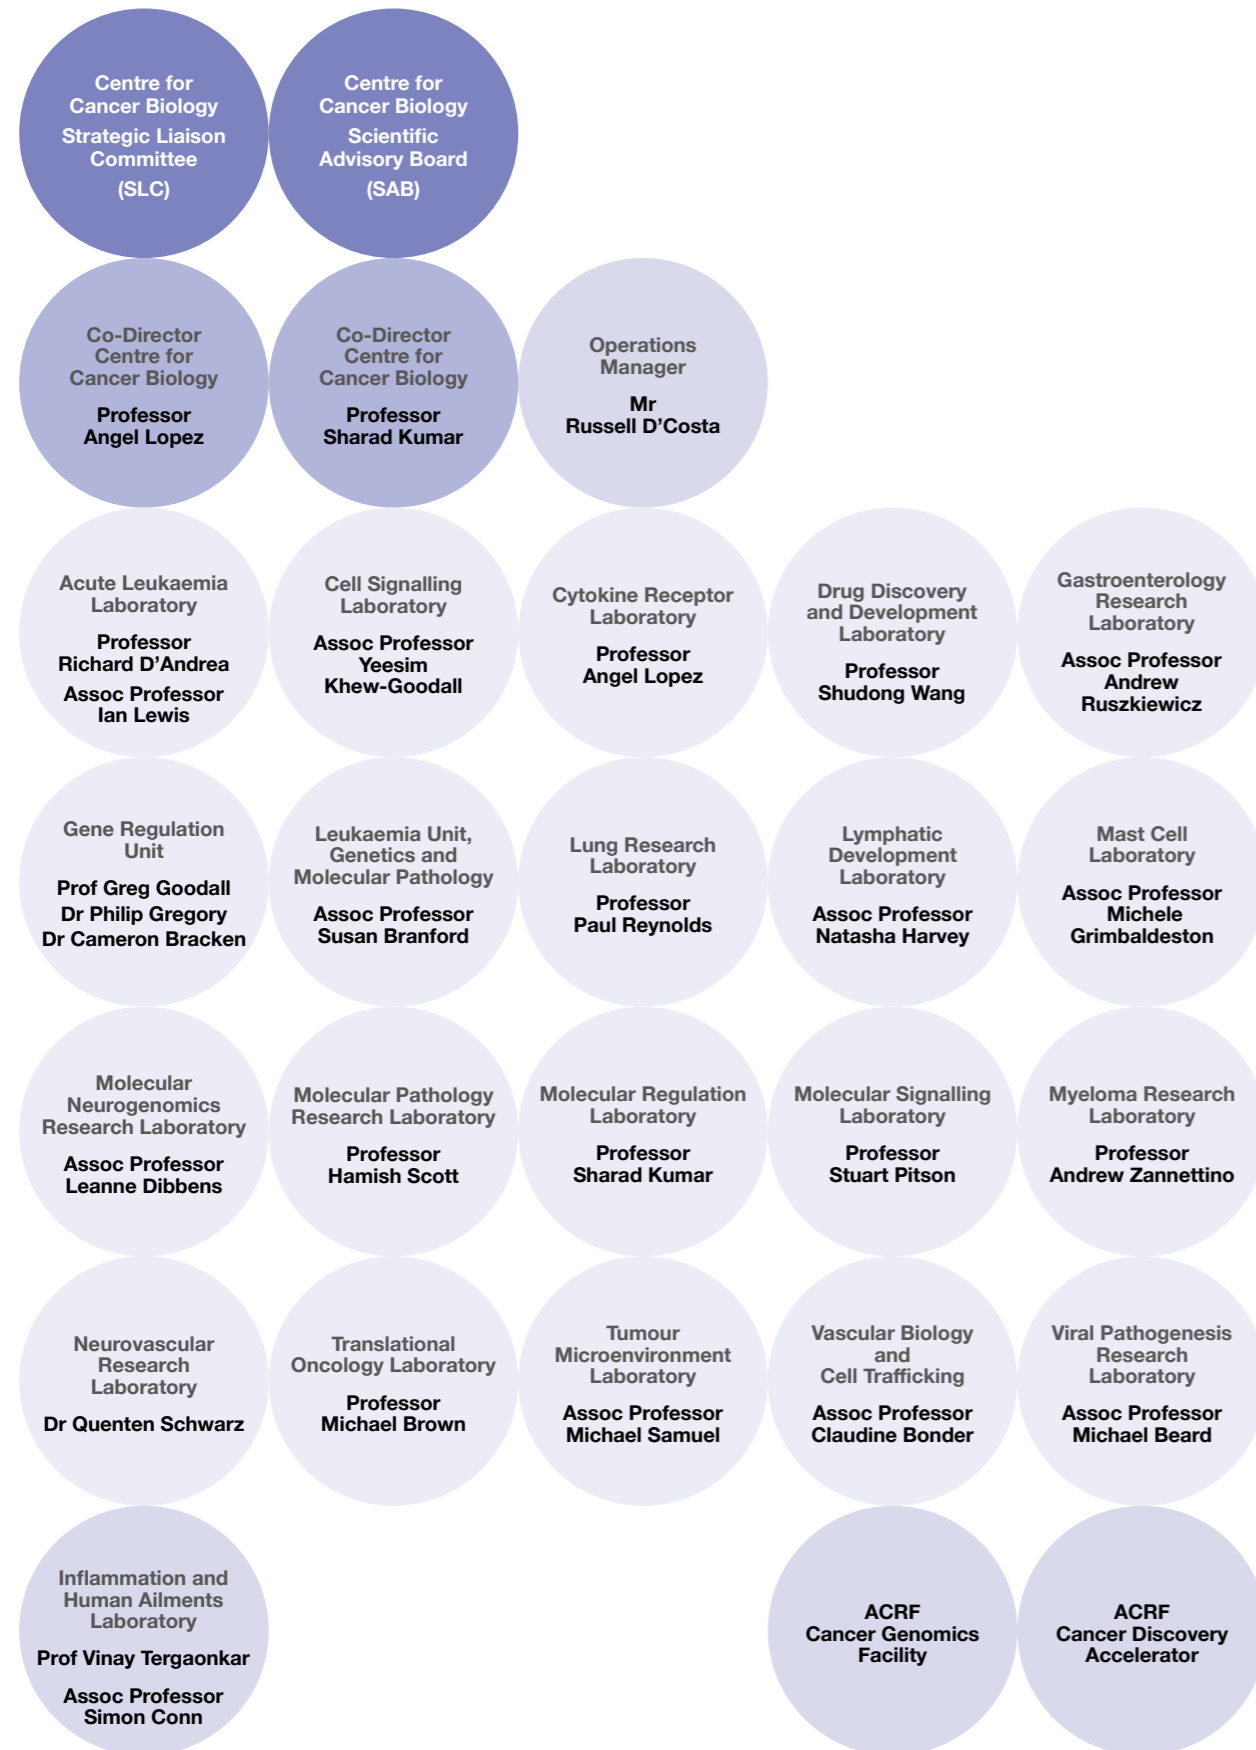 Centre for
Cancer Biology
Strategic Liaison
Committee
(SLC)
Centre for
Cancer Biology
Scientific
Advisory Board
(SAB)
Co-Director
Centre for
Cancer Biology
Professor
Angel Lopez
Co-Director
Centre for
Cancer Biology
Professor
Sharad Kumar
Operations
Manager
Mr
Russell D'Costa
Acute Leukaemia
Laboratory
Professor
Richard D'Andrea
Assoc Professor
Ian Lewis
Cell Signalling
Laboratory
Assoc Professor
Yeesim
Khew-Goodall
Cytokine Receptor
Laboratory
Professor
Angel Lopez
Drug Discovery
and Development
Laboratory
Professor
Shudong Wang
Gastroenterology
Research
Laboratory
Assoc Professor
Andrew
Ruszkiewicz
Gene Regulation
Unit
Prof Greg Goodall
Dr Philip Gregory
Dr Cameron Bracken
Leukaemia Unit,
Genetics and
Molecular Pathology
Assoc Professor
Susan Branford
Lung Research
Laboratory
Professor
Paul Reynolds
Lymphatic
Development
Laboratory
Assoc Professor
Natasha Harvey
Mast Cell
Laboratory
Assoc Professor
Michele
Grimbaldeston
Molecular
Neurogenomics
Research Laboratory
Assoc Professor
Leanne Dibbens
Molecular Pathology
Research Laboratory
Professor
Hamish Scott
Molecular Regulation
Laboratory
Professor
Sharad Kumar
Molecular Signalling
Laboratory
Professor
Stuart Pitson
Myeloma Research
Laboratory
Professor
Andrew Zannettino
Neurovascular
Research
Laboratory
Dr Quenten Schwarz
Translational
Oncology Laboratory
Professor
Michael Brown
Tumour
Microenvironment
Laboratory
Assoc Professor
Michael Samuel
Vascular Biology
and
Cell Trafficking
Assoc Professor
Claudine Bonder
Viral Pathogenesis
Research
Laboratory
Assoc Professor
Michael Beard
Inflammation and
Human Ailments
Laboratory
Prof Vinay Tergaonkar
Assoc Professor
Simon Conn
ACRF
Cancer Genomics
Facility
ACRF
Cancer Discovery
Accelerator